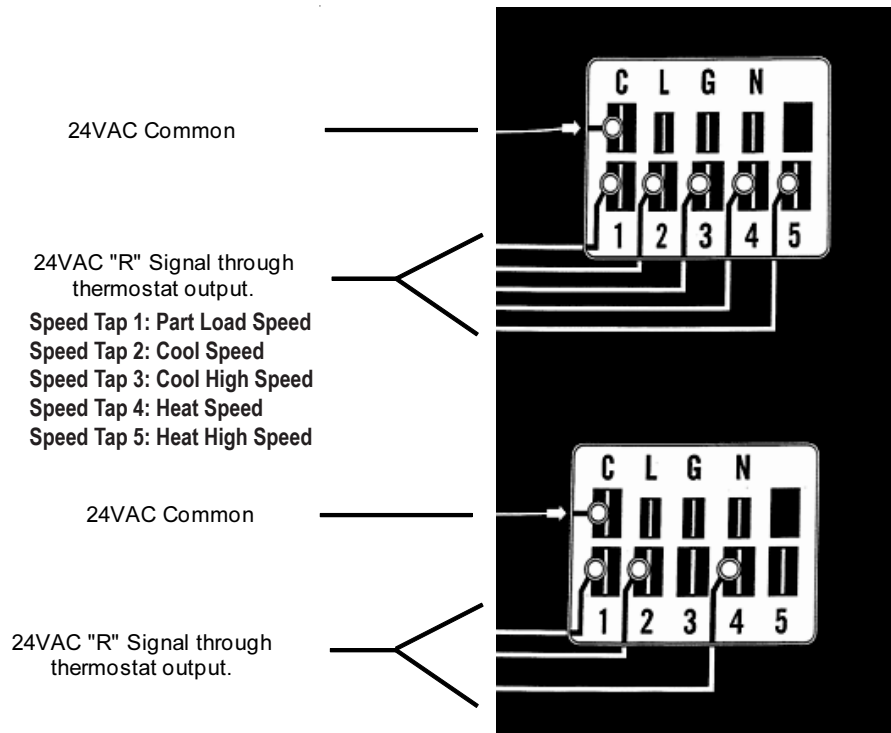 C L G N
24VAC Common
1 2 3 4 5
24VAC "R" Signal through
thermostat output.
Speed Tap 1: Part Load Speed
Speed Tap 2: Cool Speed
Speed Tap 3: Cool High Speed
Speed Tap 4: Heat Speed
Speed Tap 5: Heat High Speed
C L G N
24VAC Common
1 2 3 4 5
24VAC "R" Signal through
thermostat output.